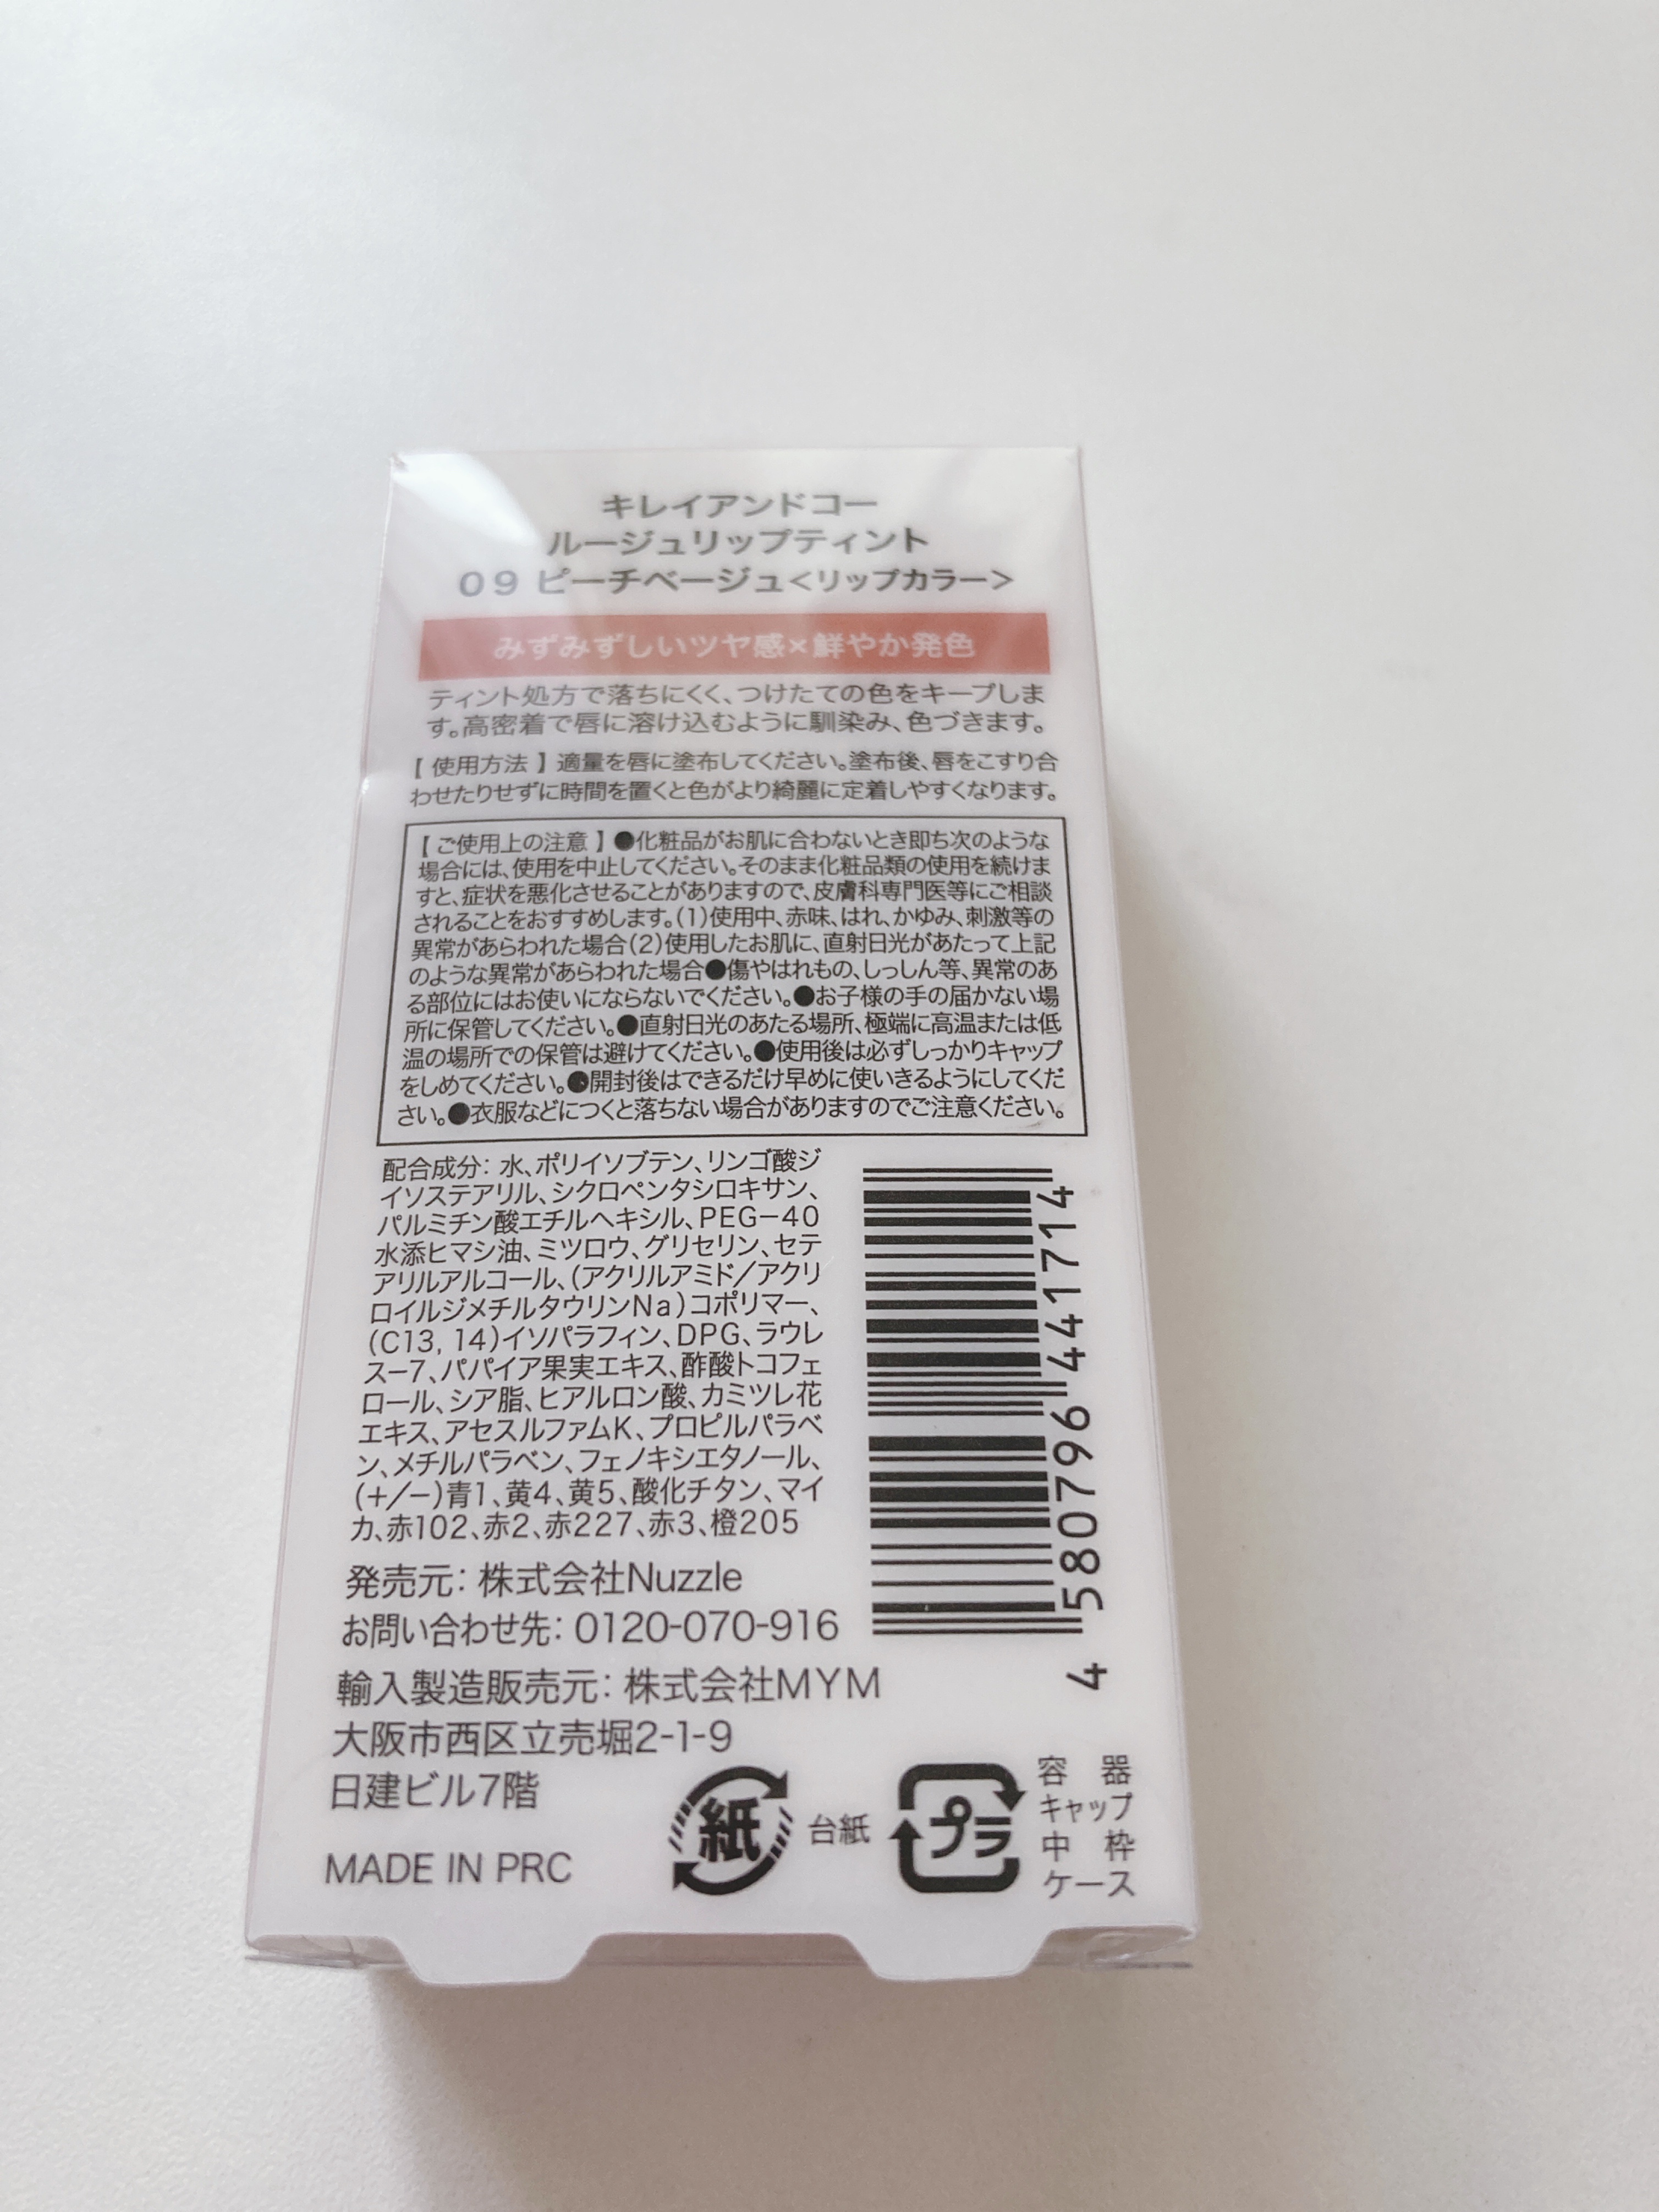 キレイアンドコー
ルージュリップティント
09 ピーチベージュ<リップカラー>
みずみずしいツヤ感×鮮やか発色
ティント処方で落ちにくく、つけたての色をキープしま
す。高密着で唇に溶け込むように馴染み、色づきます。
【 使用方法 】適量を唇に塗布してください。塗布後、唇をこすり合
わせたりせずに時間を置くと色がより綺麗に定着しやすくなります。
【 ご使用上の注意 】●化粧品がお肌に合わないとき即ち次のような
場合には、使用を中止してください。そのまま化粧品類の使用を続けま
すと、症状を悪化させることがありますので、皮膚科専門医等にご相談
されることをおすすめします。(1)使用中、赤味、はれ、かゆみ、刺激等の
異常があらわれた場合(2)使用したお肌に、直射日光があたって上記
のような異常があらわれた場合●傷やはれもの、しっしん等、異常のあ
る部位にはお使いにならないでください。●お子様の手の届かない場
所に保管してください。●直射日光のあたる場所、極端に高温または低
温の場所での保管は避けてください。●使用後は必ずしっかりキャップ
をしめてください。●開封後はできるだけ早めに使いきるようにしてくだ
さい。●衣服などにつくと落ちない場合がありますのでご注意ください。
配合成分: 水、ポリイソブテン、リンゴ酸ジ
イソステアリル、シクロペンタシロキサン、
パルミチン酸エチルヘキシル、PEG-40
水添ヒマシ油、ミツロウ、グリセリン、セテ
アリルアルコール、(アクリルアミド/アクリ
ロイルジメチルタウリンNa)コポリマー、
(C13, 14)イソパラフィン、DPG、ラウレ
ス-7、パパイア果実エキス、酢酸トコフェ
ロール、シア脂、ヒアルロン酸、カミツレ花
エキス、アセスルファムK、プロピルパラベ
ン、メチルパラベン、フェノキシエタノール、
(+/-)青1、黄4、黄5、酸化チタン、マイ
カ、赤102、赤2、赤227、赤3、橙205
4 580796 441714
発売元: 株式会社Nuzzle
お問い合わせ先: 0120-070-916
輸入製造販売元: 株式会社MYM
大阪市西区立売堀2-1-9
日建ビル7階
MADE IN PRC
紙
台紙
プラ
容 器
キャップ
中 枠
ケース